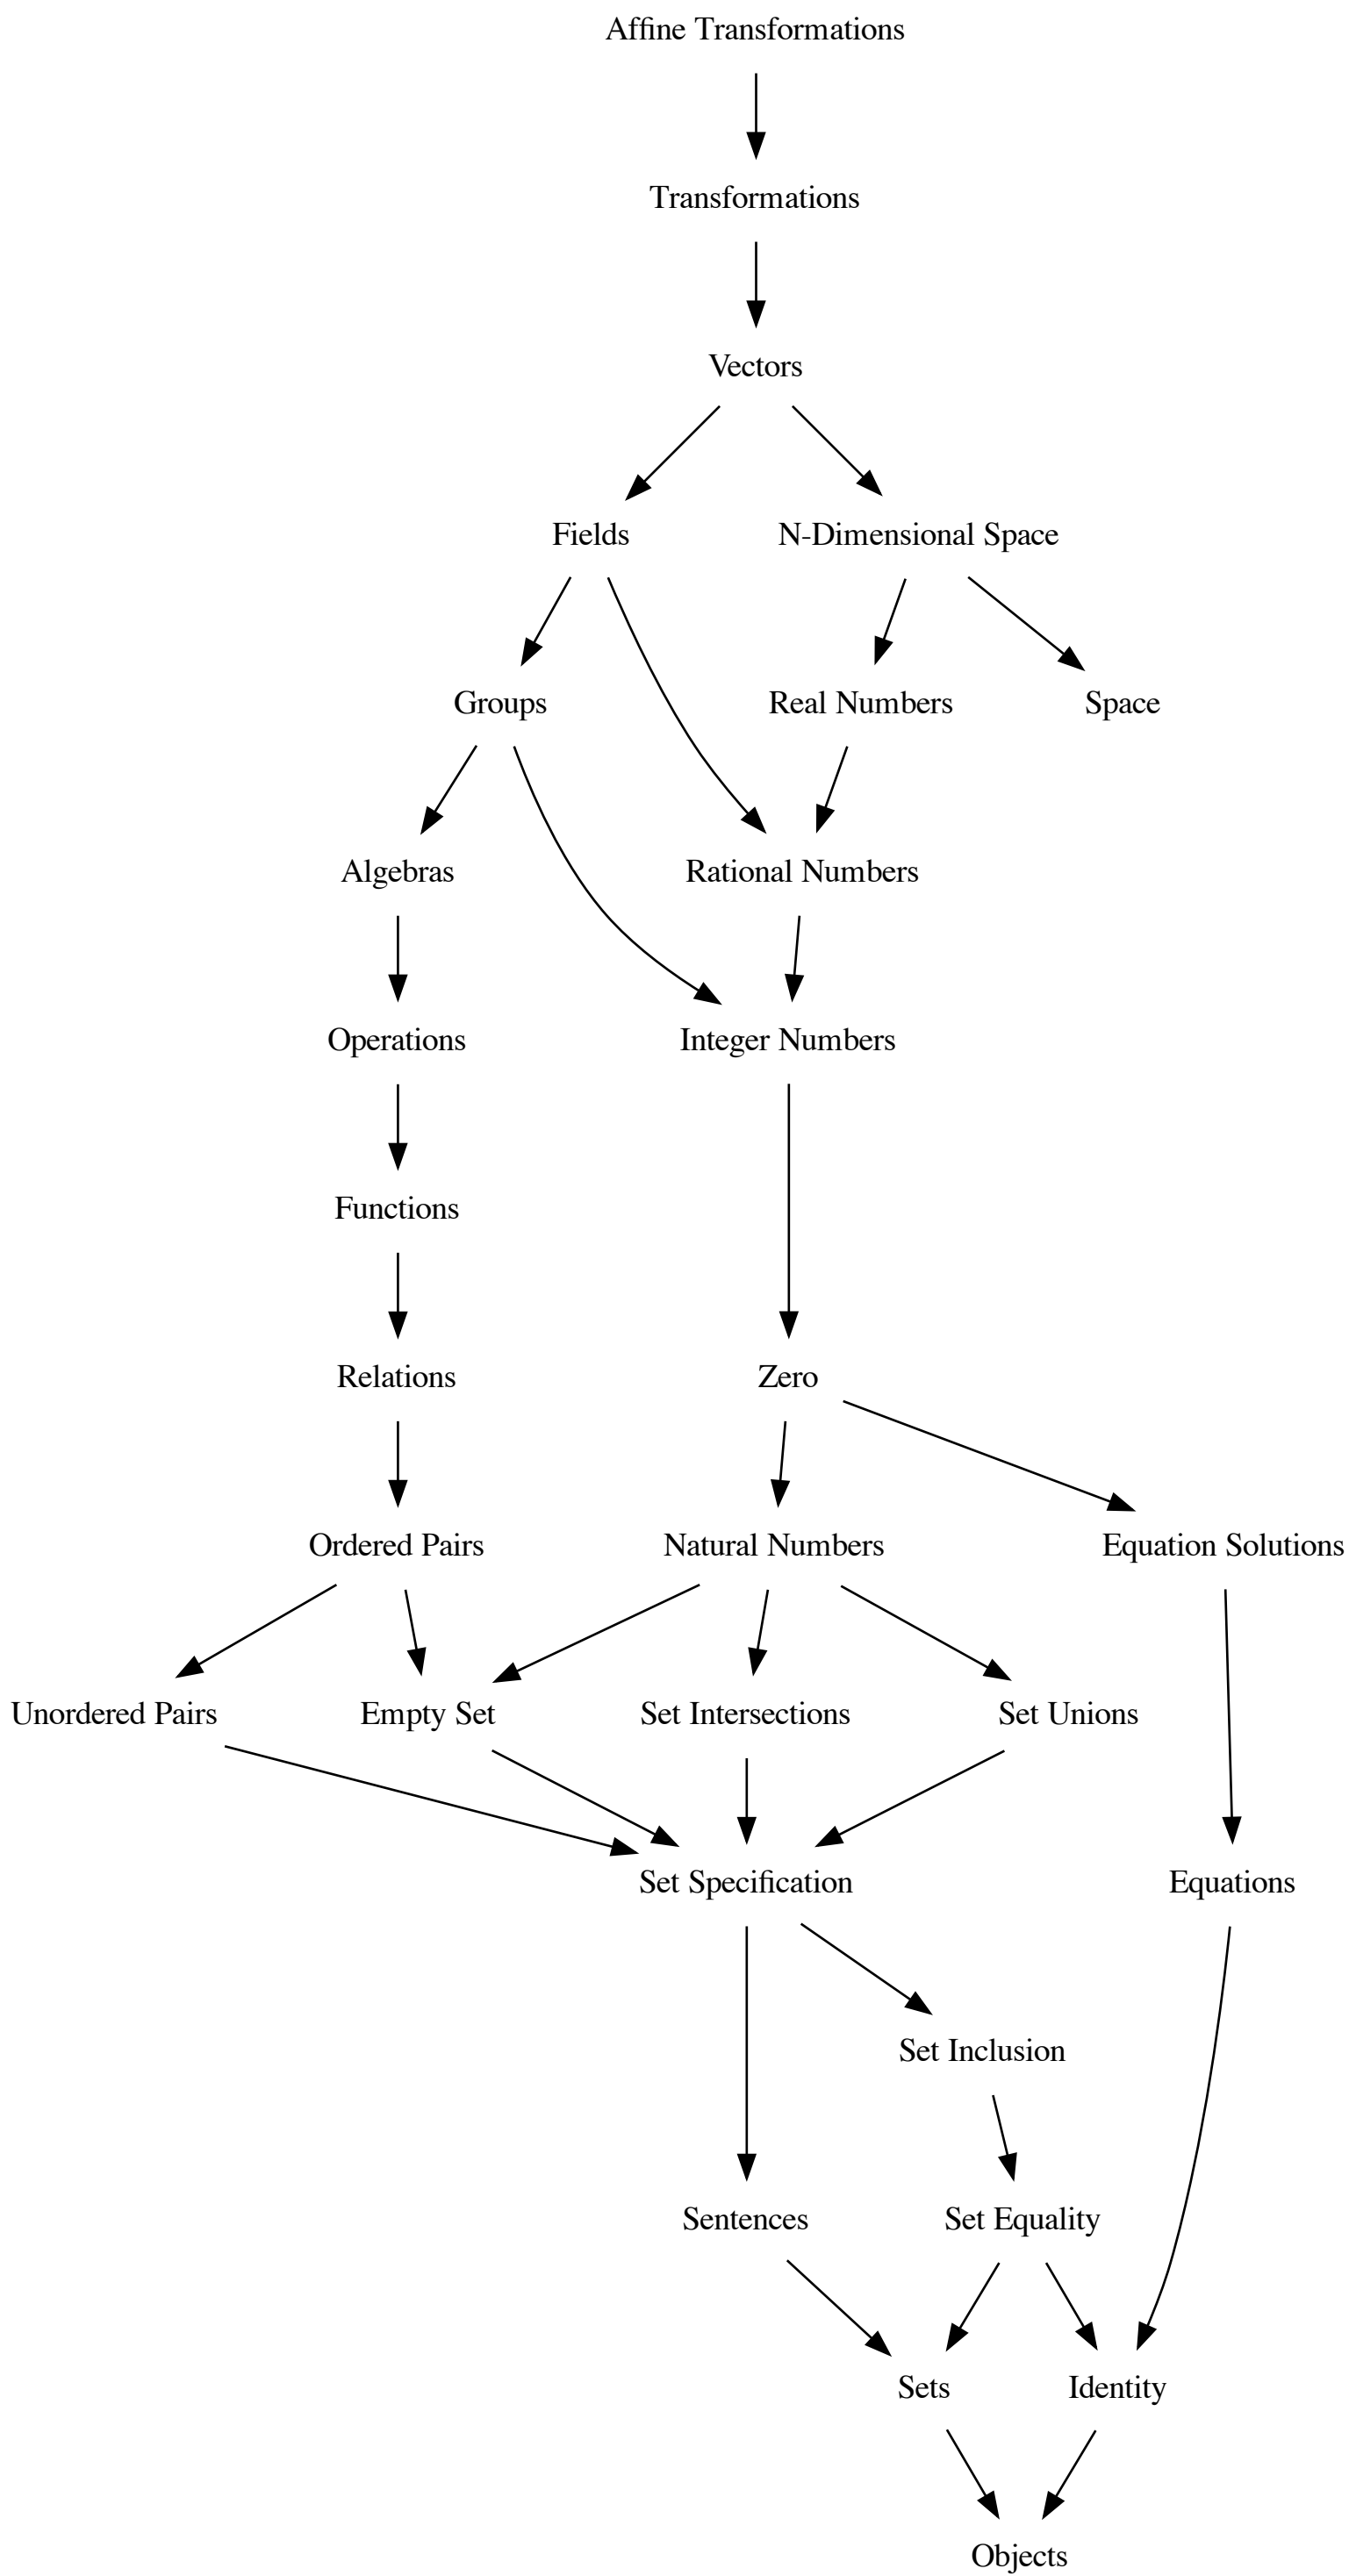 Affine Transformations
Transformations
Vectors
Fields
N-Dimensional Space
Groups
Real Numbers
Space
Algebras
Rational Numbers
Operations
Integer Numbers
Functions
Relations
Zero
Ordered Pairs
Natural Numbers
Equation Solutions
Unordered Pairs
Empty Set
Set Intersections
Set Unions
Set Specification
Equations
Set Inclusion
Sentences
Set Equality
Sets
Identity
Objects